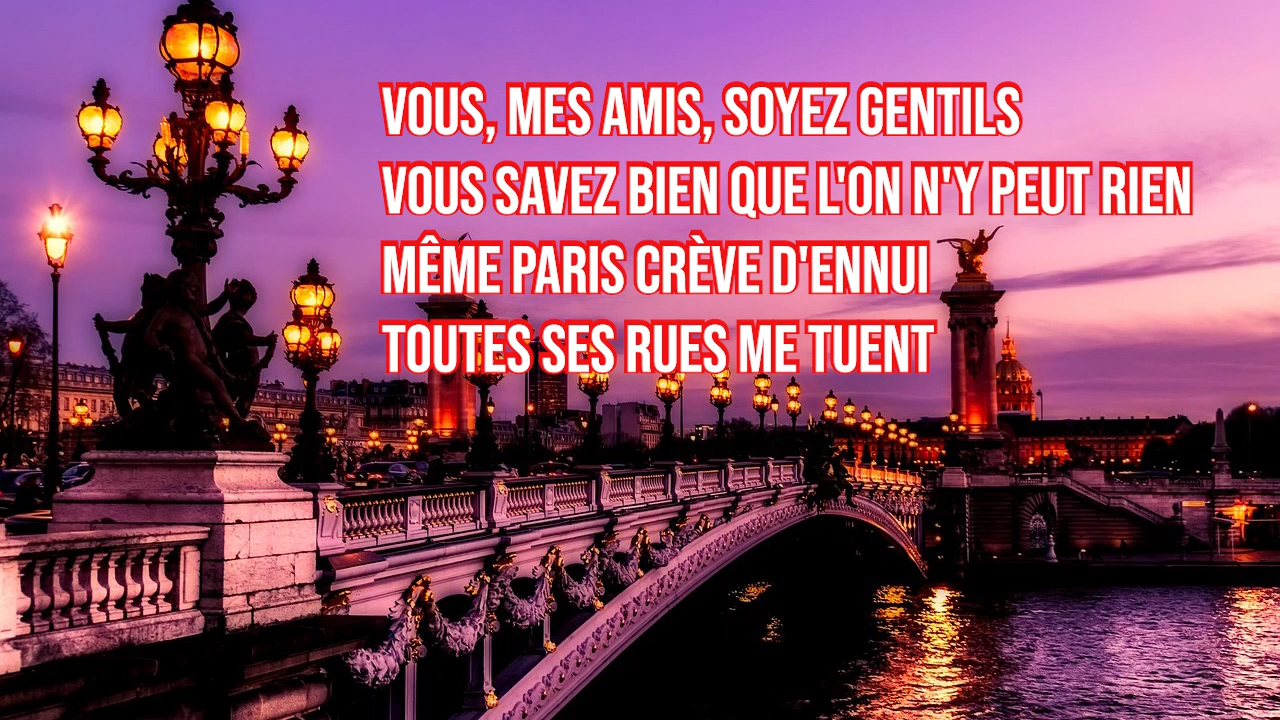 VOUS, MES AMIS, SOYEZ GENTILS
VOUS SAVEZ BIEN QUE L'ON N'Y PEUT RIEN
MÊME PARIS CRÈVE D'ENNUI
TOUTES SES RUES ME TUENT